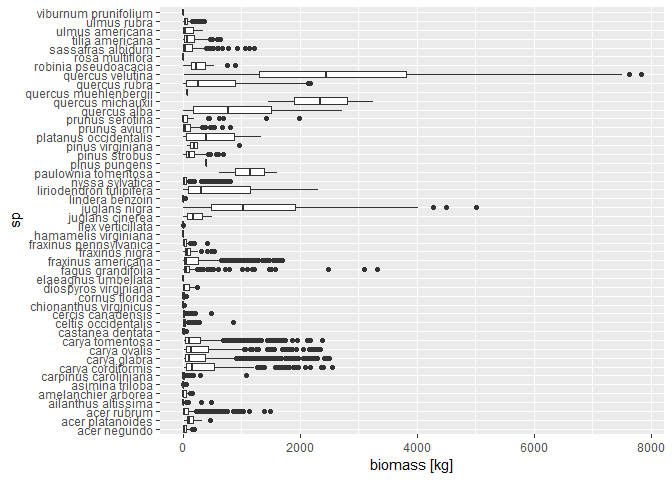 viburnum prunifolium
ulmus rubra
ulmus americana
tilia americana
sassafras albidum
rosa multiflora
robinia pseudoacacia
quercus velutina
quercus rubra
quercus muehlenbergii
quercus michauxii
quercus alba
prunus serotina
prunus avium
platanus occidentalis
pinus virginiana
pinus strobus
pinus pungens
paulownia tomentosa
nyssa sylvatica
liriodendron tulipifera
lindera benzoin
juglans nigra
juglans cinerea
ilex verticillata
hamamelis virginiana
fraxinus pennsylvanica
fraxinus nigra
fraxinus americana
fagus grandifolia
elaeagnus umbellata
diospyros virginiana
cornus florida
chionanthus virginicus
cercis canadensis
celtis occidentalis
castanea dentata
carya tomentosa
carya ovalis
carya glabra
carya cordiformis
carpinus caroliniana
asimina triloba
amelanchier arborea
ailanthus altissima
acer rubrum
acer platanoides
acer negundo
sp
0 2000 4000 6000 8000
biomass [kg]